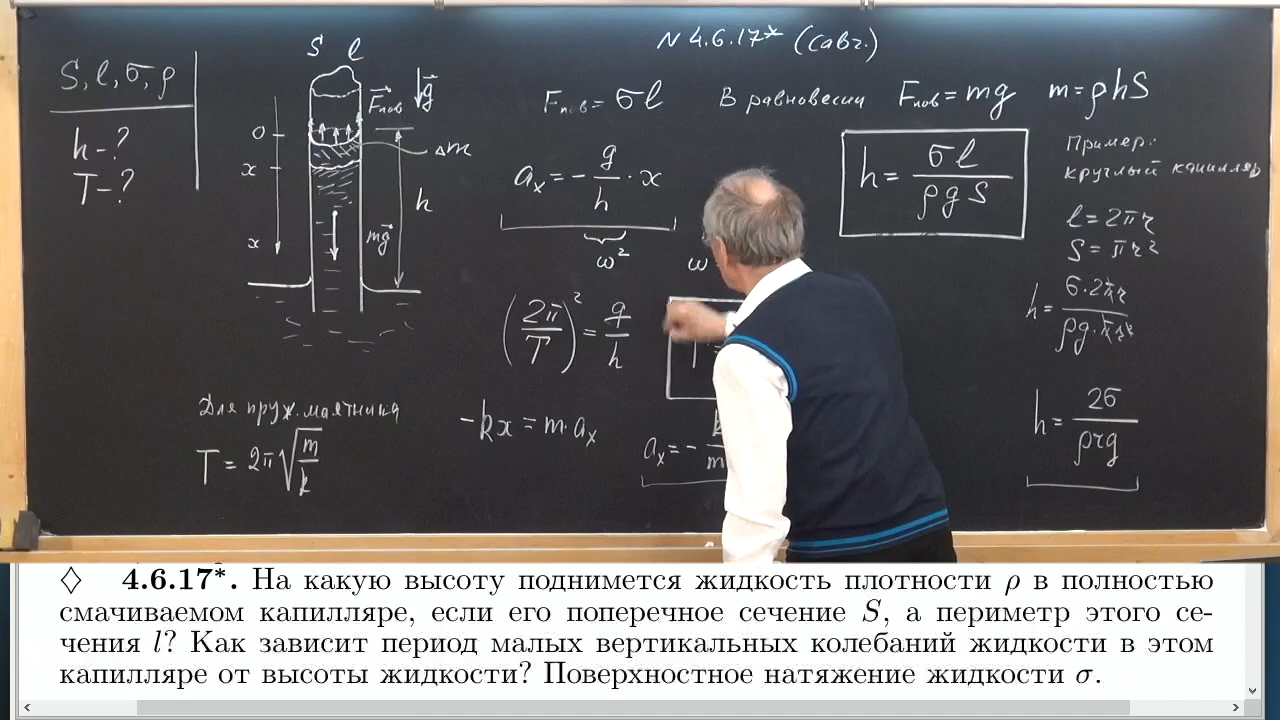 N 4.6.17* (Савч.)
S, l, σ, ρ
h-?
T-?
S l
F⃗пов
g⃗
0
x
x
Δm
h
mg⃗
Fпов = σl
В равновесии Fпов = mg m = ρhS
aₓ = - g/h · x
ω²
ω
h = σl/ρgS
(2π/T)² = g/h
T
Пример:
круглый капилляр
l = 2πr
S = πr²
h = σ·2πr/ρg·πr²
h = 2σ/ρrg
Для пруж. маятника
T = 2π√(m/k)
-kx = m·aₓ
aₓ = - k/m
♢ 4.6.17*. На какую высоту поднимется жидкость плотности ρ в полностью
смачиваемом капилляре, если его поперечное сечение S, а периметр этого се-
чения l? Как зависит период малых вертикальных колебаний жидкости в этом
капилляре от высоты жидкости? Поверхностное натяжение жидкости σ.